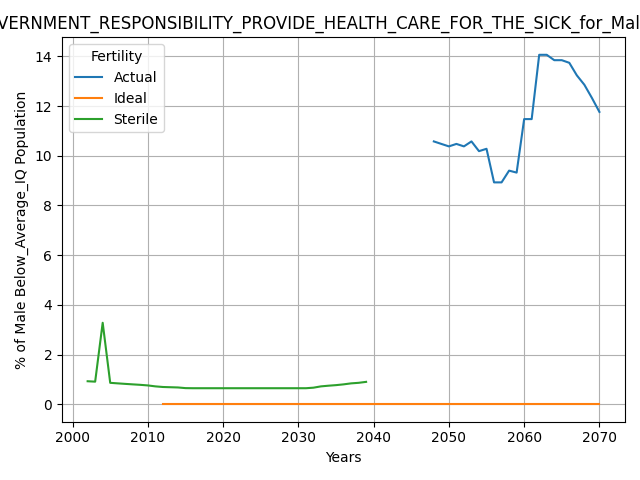 VERNMENT_RESPONSIBILITY_PROVIDE_HEALTH_CARE_FOR_THE_SICK_for_Mal
Fertility
Actual
Ideal
Sterile
% of Male Below_Average_IQ Population
14
12
10
8
6
4
2
0
2000 2010 2020 2030 2040 2050 2060 2070
Years